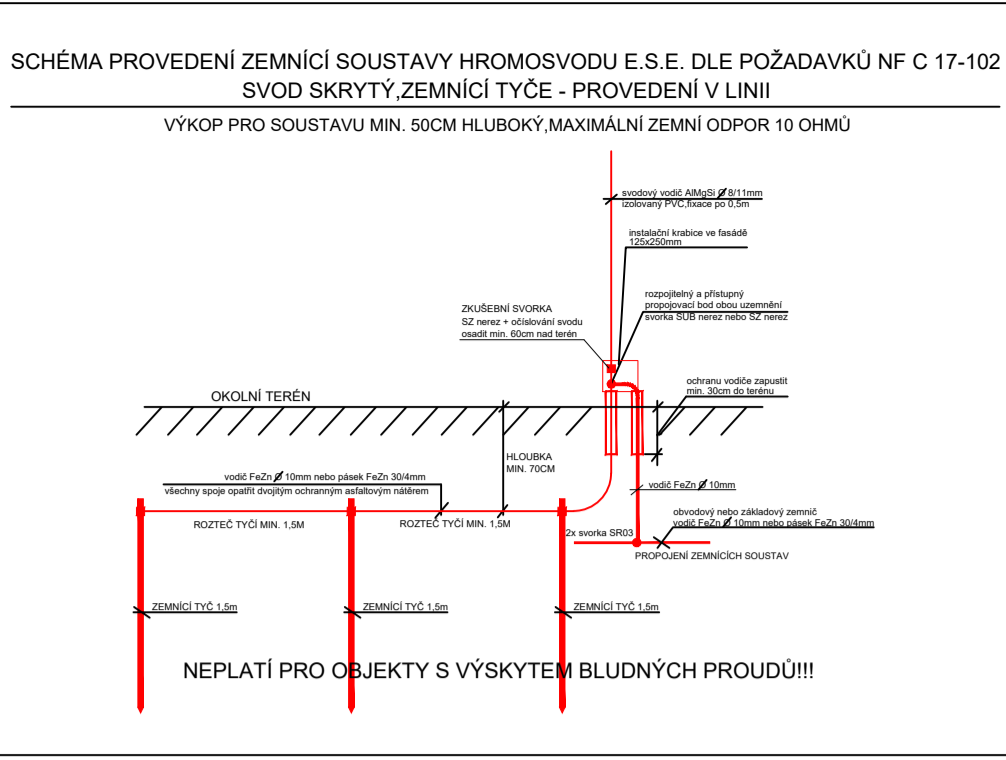 SCHÉMA PROVEDENÍ ZEMNÍCÍ SOUSTAVY HROMOSVODU E.S.E. DLE POŽADAVKŮ NF C 17-102
SVOD SKRYTÝ,ZEMNÍCÍ TYČE - PROVEDENÍ V LINII
VÝKOP PRO SOUSTAVU MIN. 50CM HLUBOKÝ,MAXIMÁLNÍ ZEMNÍ ODPOR 10 OHMŮ
svodový vodič AlMgSi Ø 8/11mm
izolovaný PVC,fixace po 0,5m
instalační krabice ve fasádě
125x250mm
rozpojitelný a přístupný
propojovací bod obou uzemnění
svorka SUB nerez nebo SZ nerez
ZKUŠEBNÍ SVORKA
SZ nerez + očíslování svodu
osadit min. 60cm nad terén
ochranu vodiče zapustit
min. 30cm do terénu
OKOLNÍ TERÉN
HLOUBKA
MIN. 70CM
vodič FeZn Ø 10mm nebo pásek FeZn 30/4mm
všechny spoje opatřit dvojitým ochranným asfaltovým nátěrem
vodič FeZn Ø 10mm
obvodový nebo základový zemnič
vodič FeZn Ø 10mm nebo pásek FeZn 30/4mm
ROZTEČ TYČÍ MIN. 1,5M
ROZTEČ TYČÍ MIN. 1,5M
2x svorka SR03
PROPOJENÍ ZEMNÍCÍCH SOUSTAV
ZEMNÍCÍ TYČ 1,5m
ZEMNÍCÍ TYČ 1,5m
ZEMNÍCÍ TYČ 1,5m
NEPLATÍ PRO OBJEKTY S VÝSKYTEM BLUDNÝCH PROUDŮ!!!